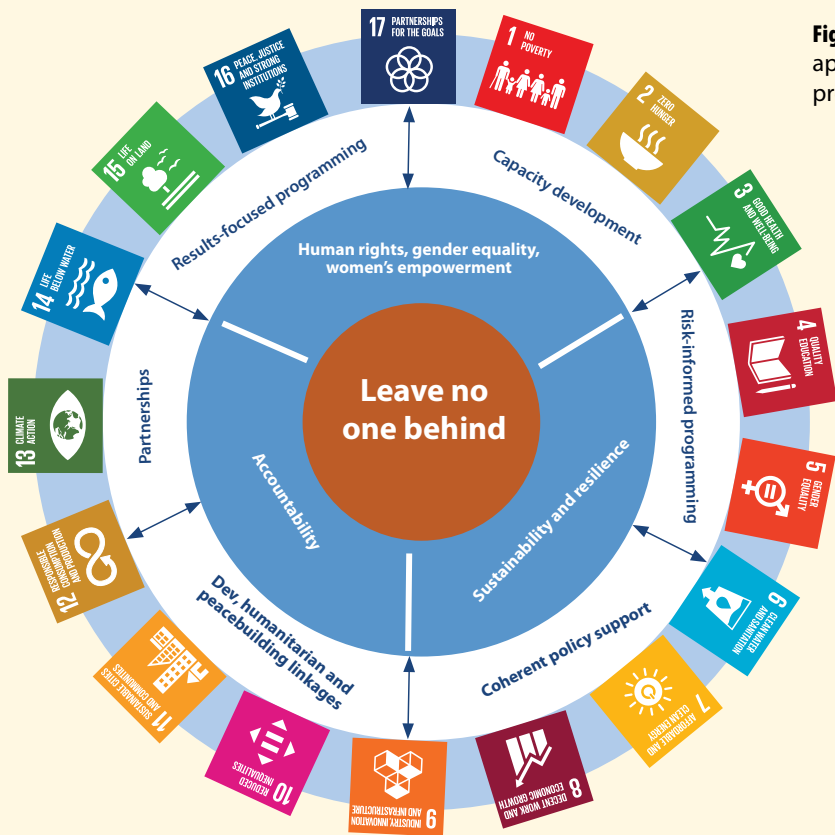 Fig
ap
pr
17 PARTNERSHIPS
FOR THE GOALS
1 NO
POVERTY
2 ZERO
HUNGER
3 GOOD HEALTH
AND WELL-BEING
4 QUALITY
EDUCATION
5 GENDER
EQUALITY
6 CLEAN WATER
AND SANITATION
7 AFFORDABLE AND
CLEAN ENERGY
8 DECENT WORK AND
ECONOMIC GROWTH
9 INDUSTRY, INNOVATION
AND INFRASTRUCTURE
10 REDUCED
INEQUALITIES
11 SUSTAINABLE CITIES
AND COMMUNITIES
12 RESPONSIBLE
CONSUMPTION
AND PRODUCTION
13 CLIMATE
ACTION
14 LIFE
BELOW WATER
15 LIFE
ON LAND
16 PEACE, JUSTICE
AND STRONG
INSTITUTIONS
Results-focused programming
Capacity development
Risk-informed programming
Coherent policy support
Dev, humanitarian and
peacebuilding linkages
Partnerships
Human rights, gender equality,
women's empowerment
Sustainability and resilience
Accountability
Leave no
one behind